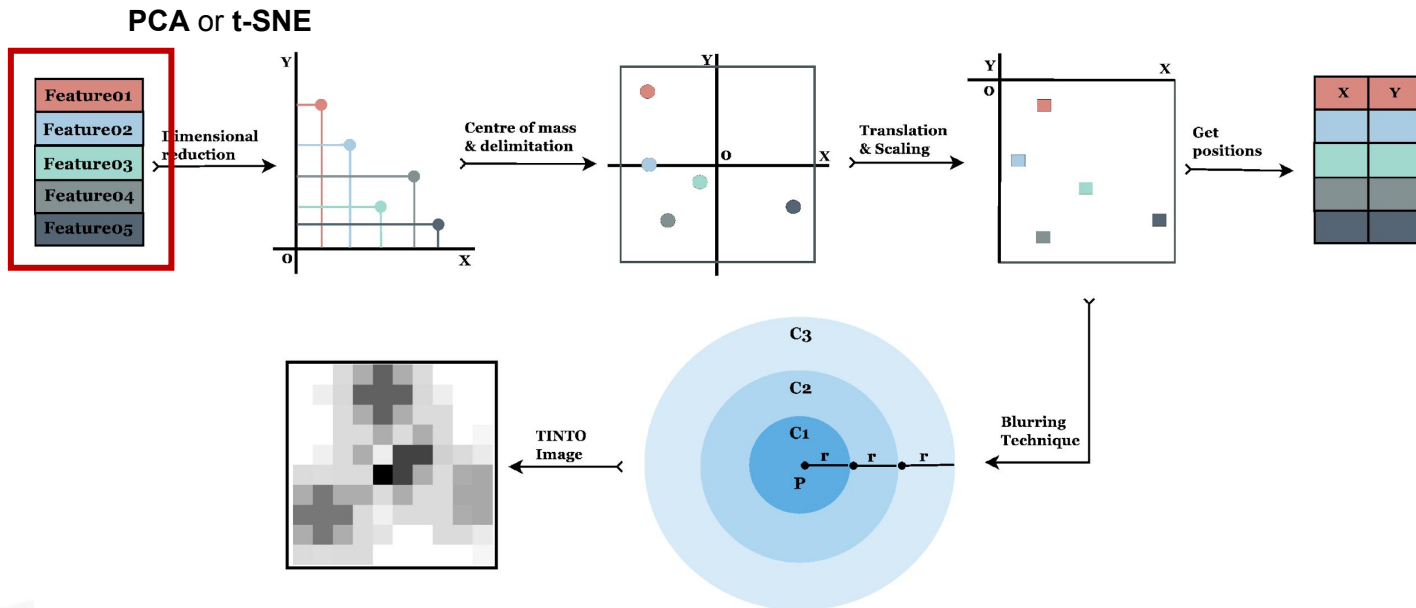 PCA or t-SNE
Feature01
Feature02
Feature03
Feature04
Feature05
Dimensional
reduction
Y
O
X
Centre of mass
& delimitation
Y
O
X
Translation
& Scaling
Y
X
O
Get
positions
X Y
C3
C2
C1
r r r
P
Blurring
Technique
TINTO
Image